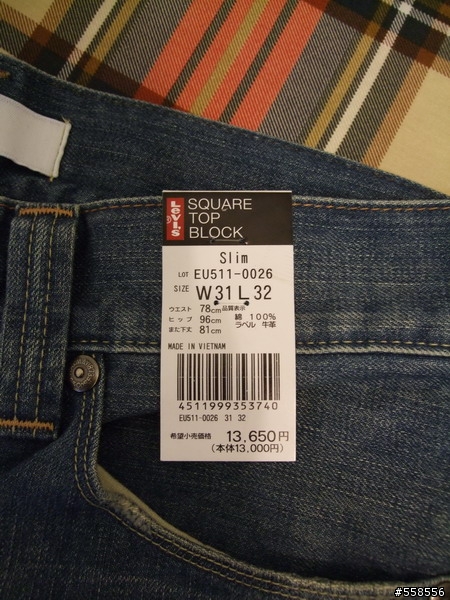 Levi's
SQUARE
TOP
BLOCK
Slim
LOT EU511-0026
SIZE W31 L32
ウエスト 78cm 品質表示
ヒップ 96cm 綿 100%
また下丈 81cm ラベル 牛革
MADE IN VIETNAM
4511999353740
EU511-0026 31 32
希望小売価格 13,650円
(本体13,000円)
#558556